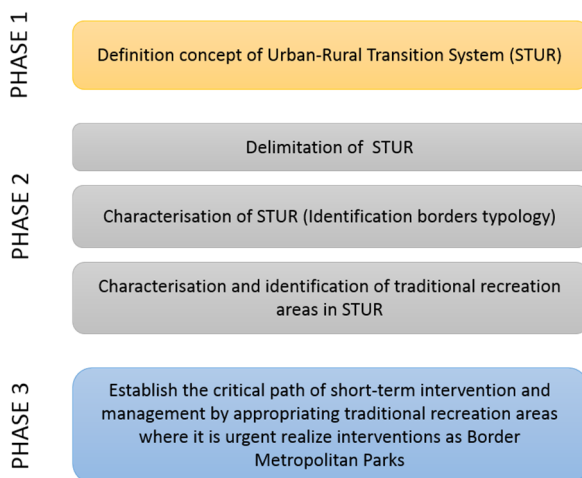 PHASE 1
Definition concept of Urban-Rural Transition System (STUR)
PHASE 2
Delimitation of STUR
Characterisation of STUR (Identification borders typology)
Characterisation and identification of traditional recreation
areas in STUR
PHASE 3
Establish the critical path of short-term intervention and
management by appropriating traditional recreation areas
where it is urgent realize interventions as Border
Metropolitan Parks